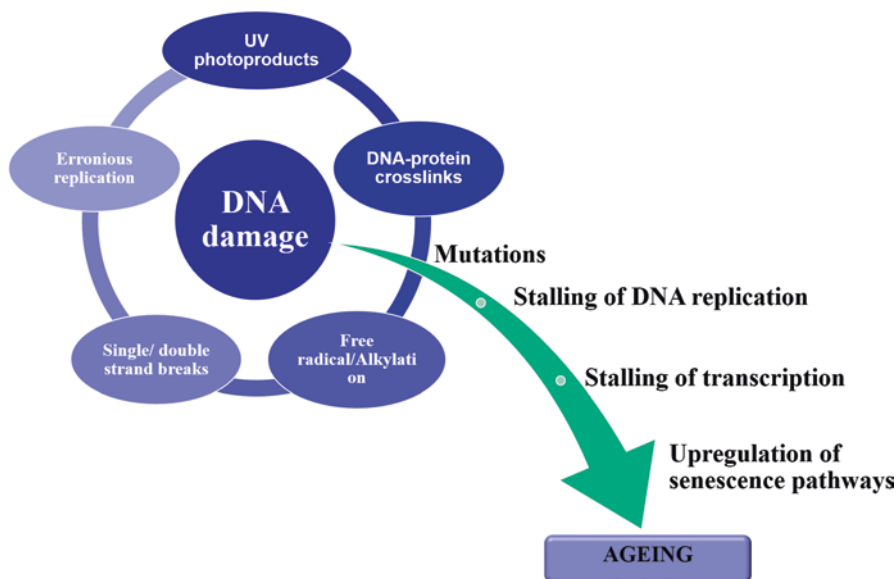 UV
photoproducts
DNA-protein
crosslinks
Free
radical/Alkylati
on
Single/ double
strand breaks
Erronious
replication
DNA
damage
Mutations
Stalling of DNA replication
Stalling of transcription
Upregulation of
senescence pathways
AGEING